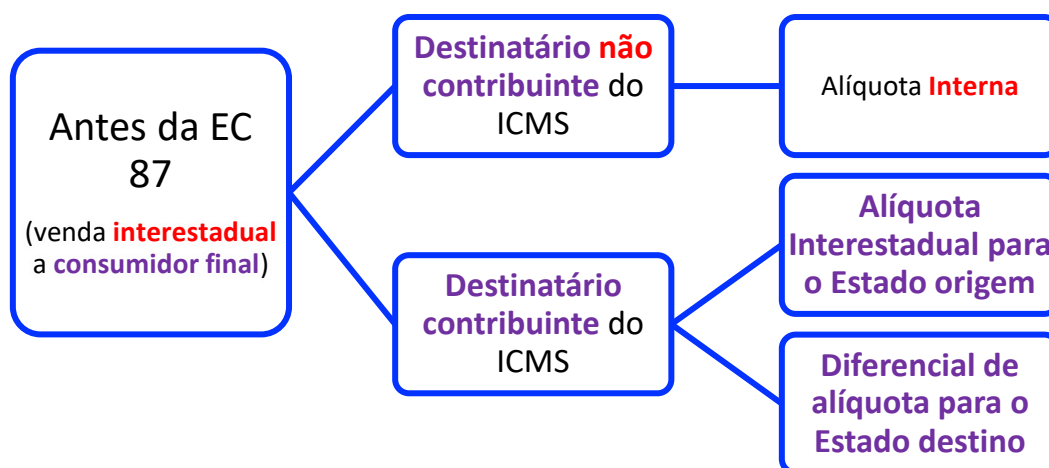 Antes da EC
87
(venda interestadual
a consumidor final)
Destinatário não
contribuinte do
ICMS
Alíquota Interna
Destinatário
contribuinte do
ICMS
Alíquota
Interestadual para
o Estado origem
Diferencial de
alíquota para o
Estado destino